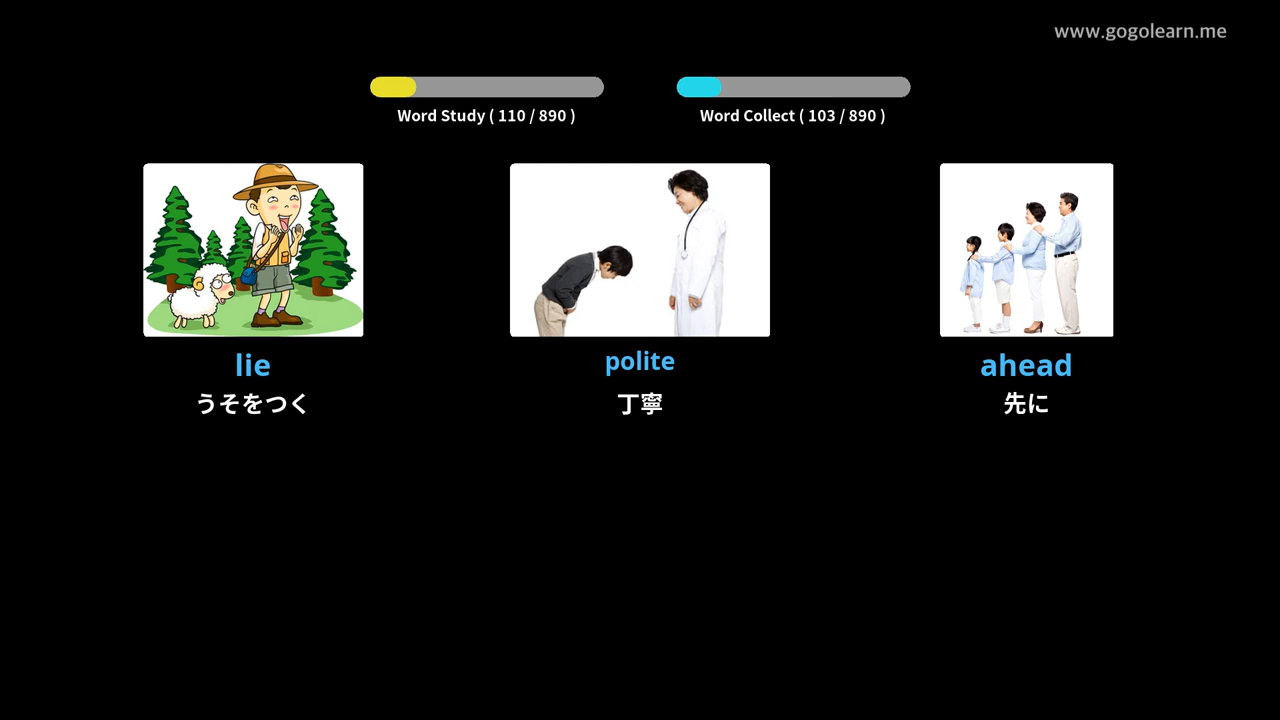 www.gogolearn.me
Word Study ( 110 / 890 )
Word Collect ( 103 / 890 )
lie
うそをつく
polite
丁寧
ahead
先に